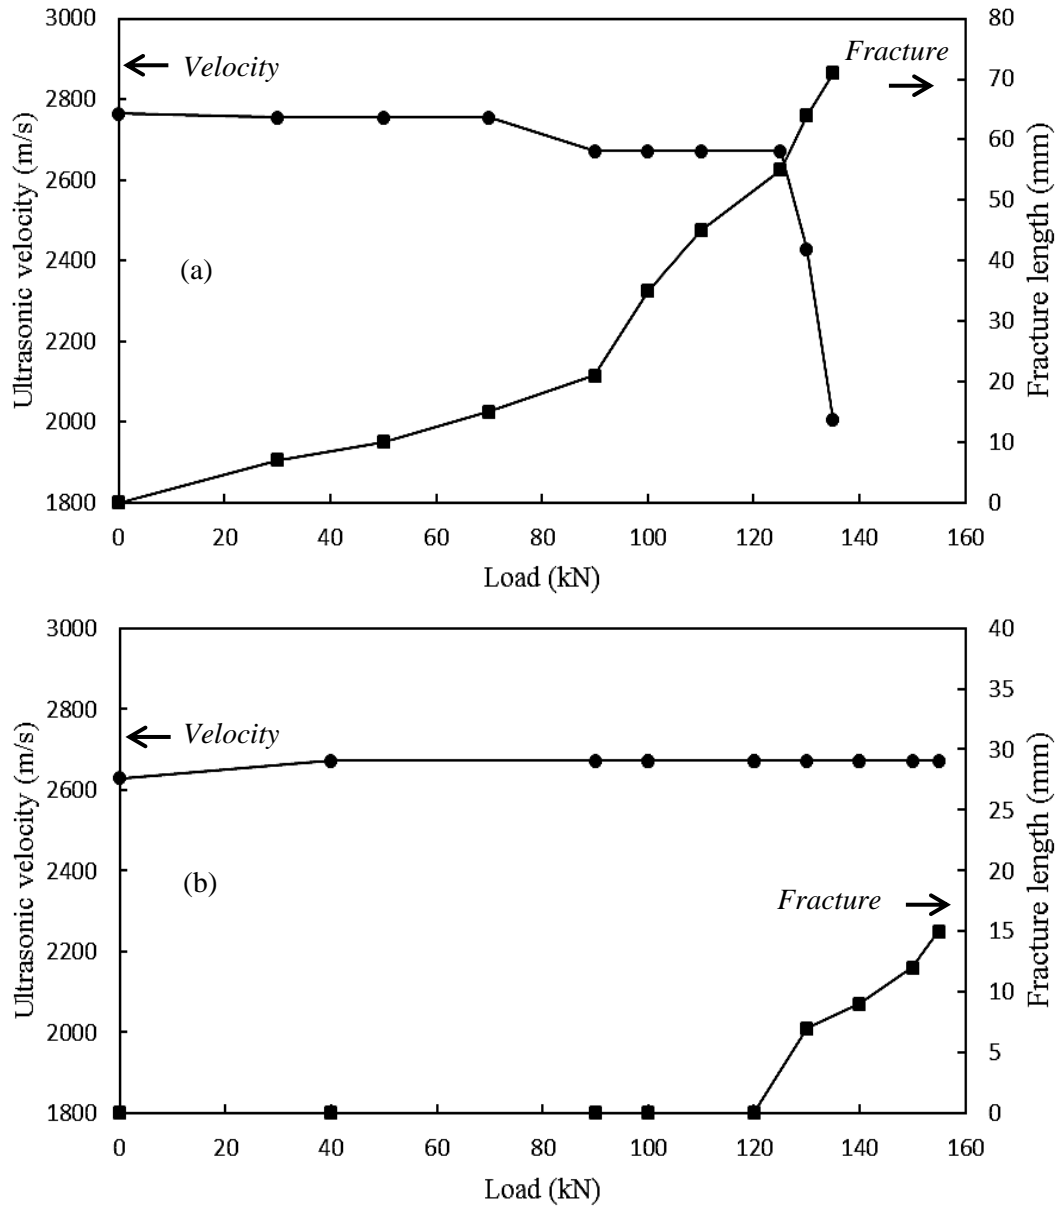 3000
2800
2600
2400
2200
2000
1800
Ultrasonic velocity (m/s)
Velocity
Fracture
(a)
80
70
60
50
40
30
20
10
0
Fracture length (mm)
0 20 40 60 80 100 120 140 160
Load (kN)
3000
2800
2600
2400
2200
2000
1800
Ultrasonic velocity (m/s)
Velocity
(b)
Fracture
40
35
30
25
20
15
10
5
0
Fracture length (mm)
0 20 40 60 80 100 120 140 160
Load (kN)